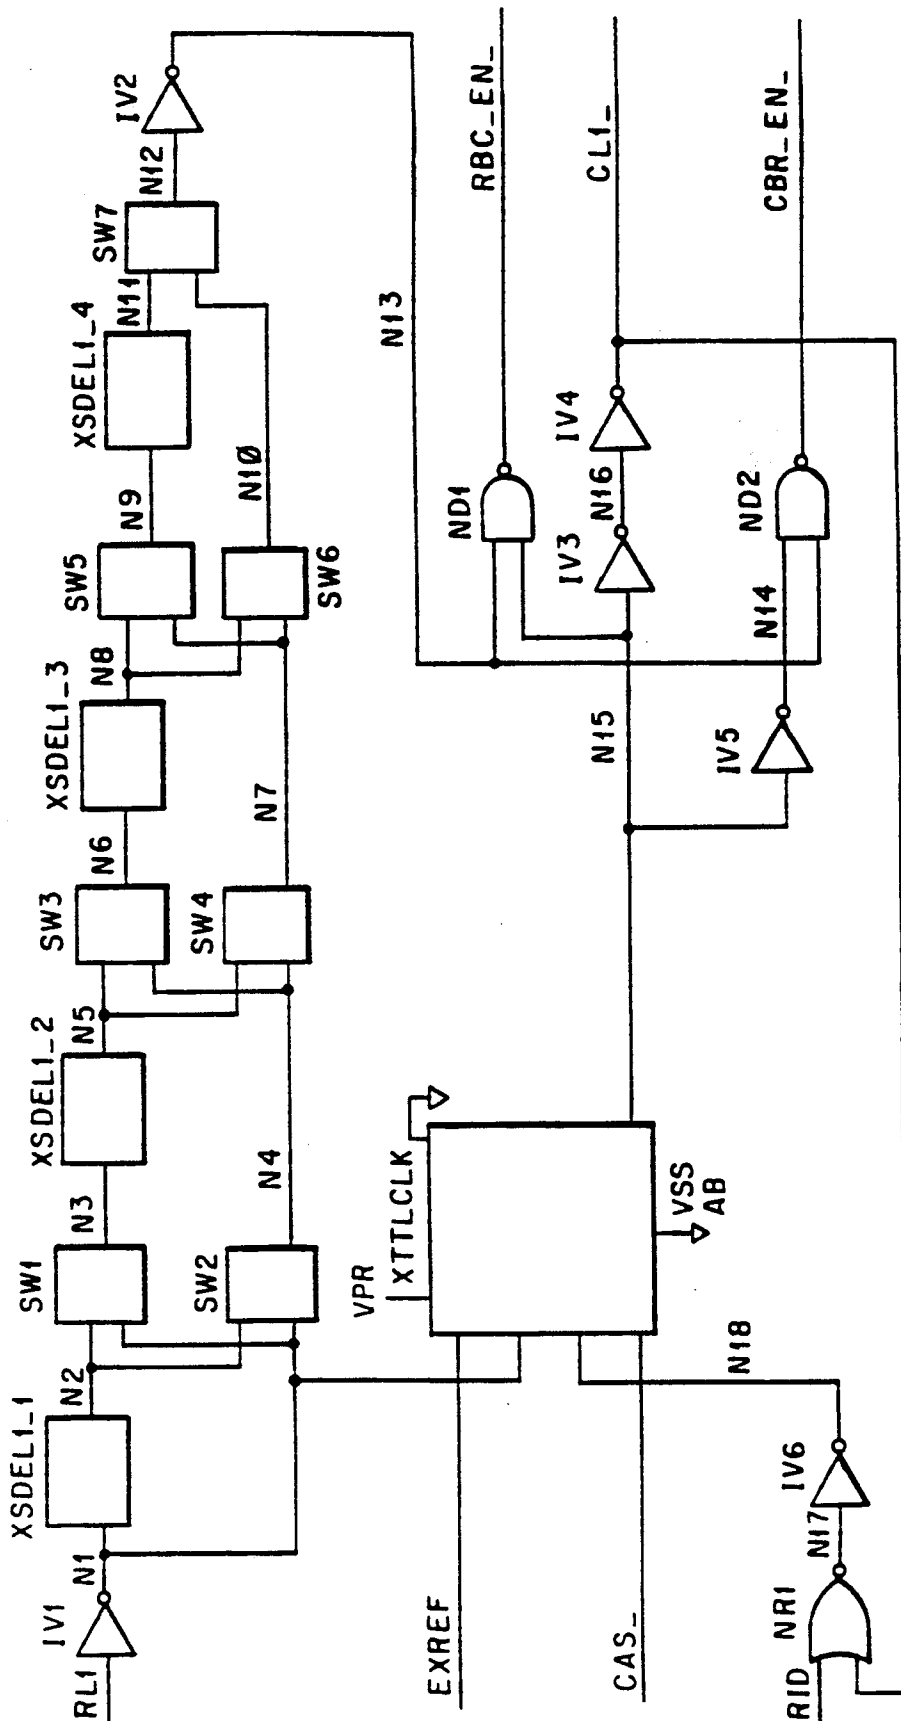 RL1
IV1
N1
XSDEL1_1
N2
SW1
SW2
N3
N4
XSDEL1_2
N5
SW3
SW4
N6
N7
XSDEL1_3
N8
SW5
SW6
N9
N10
XSDEL1_4
N11
SW7
N12
IV2
N13
EXREF
CAS_
VPR
XTTLCLK
VSS
AB
N15
ND1
RBC_EN_
IV3
N16
IV4
CL1_
IV5
N14
ND2
CBR_EN_
RID
NR1
N17
IV6
N18